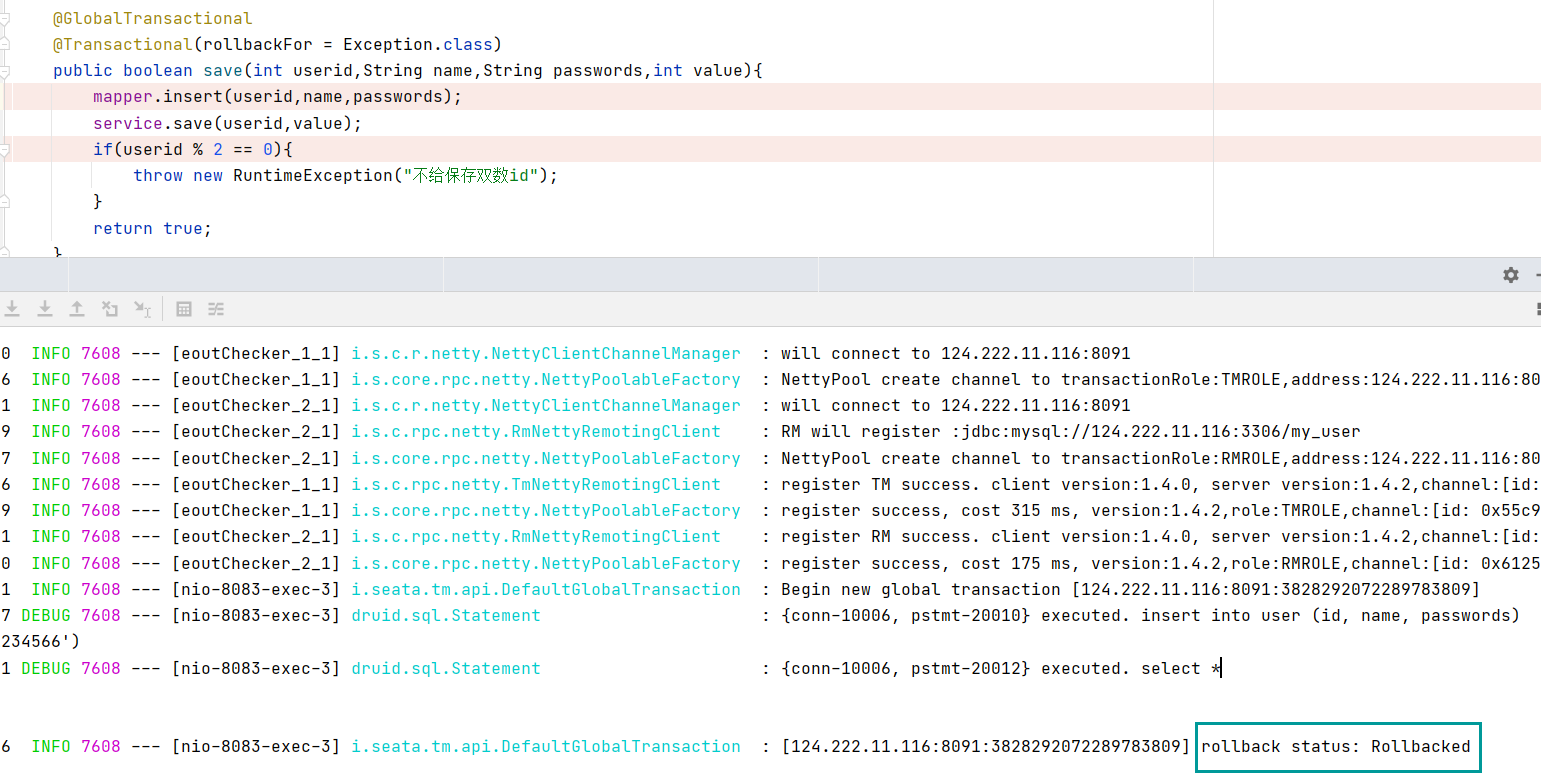 @GlobalTransactional
@Transactional(rollbackFor = Exception.class)
public boolean save(int userid,String name,String passwords,int value){
mapper.insert(userid,name,passwords);
service.save(userid,value);
if(userid % 2 == 0){
throw new RuntimeException("不给保存双数id");
}
return true;
}
0 INFO 7608 --- [eoutChecker_1_1] i.s.c.r.netty.NettyClientChannelManager : will connect to 124.222.11.116:8091
6 INFO 7608 --- [eoutChecker_1_1] i.s.core.rpc.netty.NettyPoolableFactory : NettyPool create channel to transactionRole:TMROLE,address:124.222.11.116:80
1 INFO 7608 --- [eoutChecker_2_1] i.s.c.r.netty.NettyClientChannelManager : will connect to 124.222.11.116:8091
9 INFO 7608 --- [eoutChecker_2_1] i.s.c.rpc.netty.RmNettyRemotingClient : RM will register :jdbc:mysql://124.222.11.116:3306/my_user
7 INFO 7608 --- [eoutChecker_2_1] i.s.core.rpc.netty.NettyPoolableFactory : NettyPool create channel to transactionRole:RMROLE,address:124.222.11.116:80
6 INFO 7608 --- [eoutChecker_1_1] i.s.c.rpc.netty.TmNettyRemotingClient : register TM success. client version:1.4.0, server version:1.4.2,channel:[id:
9 INFO 7608 --- [eoutChecker_1_1] i.s.core.rpc.netty.NettyPoolableFactory : register success, cost 315 ms, version:1.4.2,role:TMROLE,channel:[id: 0x55c9
1 INFO 7608 --- [eoutChecker_2_1] i.s.c.rpc.netty.RmNettyRemotingClient : register RM success. client version:1.4.0, server version:1.4.2,channel:[id:
0 INFO 7608 --- [eoutChecker_2_1] i.s.core.rpc.netty.NettyPoolableFactory : register success, cost 175 ms, version:1.4.2,role:RMROLE,channel:[id: 0x6125
1 INFO 7608 --- [nio-8083-exec-3] i.seata.tm.api.DefaultGlobalTransaction : Begin new global transaction [124.222.11.116:8091:3828292072289783809]
7 DEBUG 7608 --- [nio-8083-exec-3] druid.sql.Statement : {conn-10006, pstmt-20010} executed. insert into user (id, name, passwords)
234566')
1 DEBUG 7608 --- [nio-8083-exec-3] druid.sql.Statement : {conn-10006, pstmt-20012} executed. select *
6 INFO 7608 --- [nio-8083-exec-3] i.seata.tm.api.DefaultGlobalTransaction : [124.222.11.116:8091:3828292072289783809] rollback status: Rollbacked